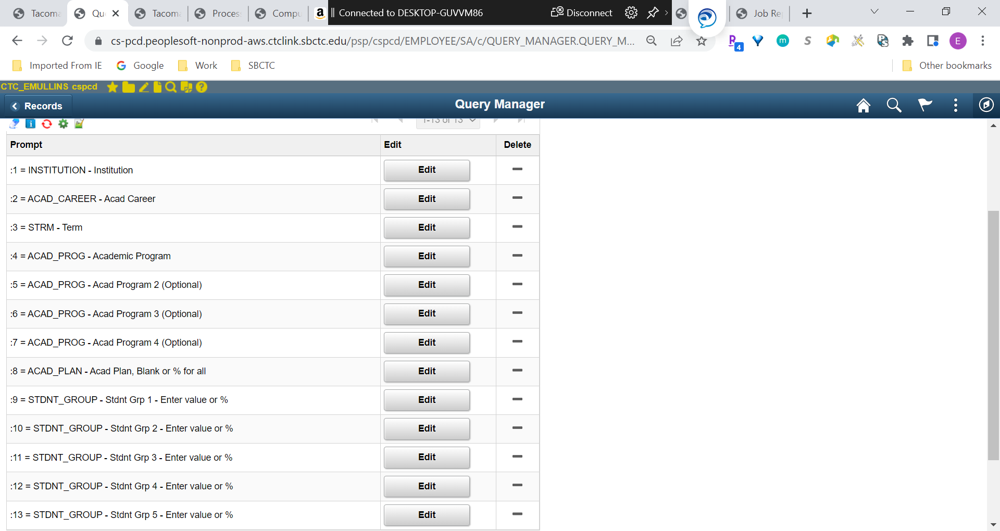 Tacoma
Qu
Tacoma
Process
Compu
a
Connected to DESKTOP-GUVVM86
Disconnect
Job Re
cs-pcd.peoplesoft-nonprod-aws.ctclink.sbctc.edu/psp/cspcd/EMPLOYEE/SA/c/QUERY_MANAGER.QUERY_M...
4
m
S
E
Imported From IE
Google
Work
SBCTC
Other bookmarks
CTC_EMULLINS cspcd
Records
Query Manager
1-13 of 13
Prompt Edit Delete
:1 = INSTITUTION - Institution Edit
:2 = ACAD_CAREER - Acad Career Edit
:3 = STRM - Term Edit
:4 = ACAD_PROG - Academic Program Edit
:5 = ACAD_PROG - Acad Program 2 (Optional) Edit
:6 = ACAD_PROG - Acad Program 3 (Optional) Edit
:7 = ACAD_PROG - Acad Program 4 (Optional) Edit
:8 = ACAD_PLAN - Acad Plan, Blank or % for all Edit
:9 = STDNT_GROUP - Stdnt Grp 1 - Enter value or % Edit
:10 = STDNT_GROUP - Stdnt Grp 2 - Enter value or % Edit
:11 = STDNT_GROUP - Stdnt Grp 3 - Enter value or % Edit
:12 = STDNT_GROUP - Stdnt Grp 4 - Enter value or % Edit
:13 = STDNT_GROUP - Stdnt Grp 5 - Enter value or % Edit